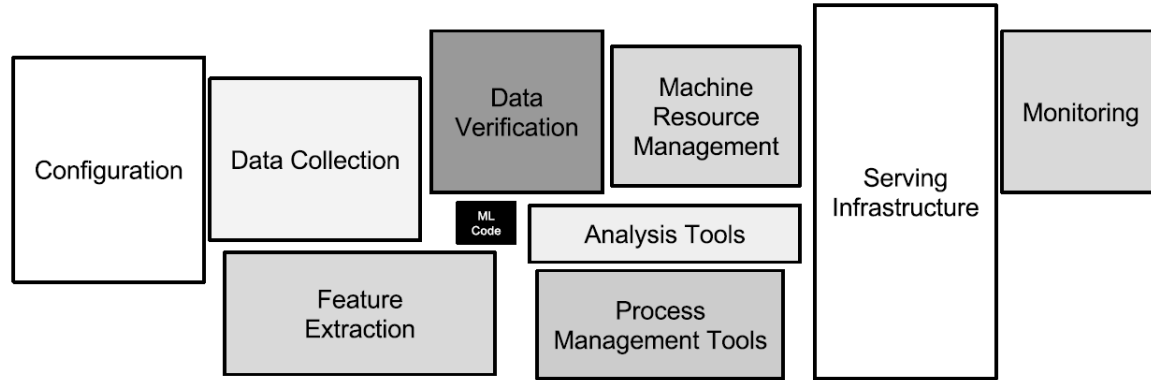 Configuration
Data Collection
Feature
Extraction
Data
Verification
ML
Code
Machine
Resource
Management
Analysis Tools
Process
Management Tools
Serving
Infrastructure
Monitoring